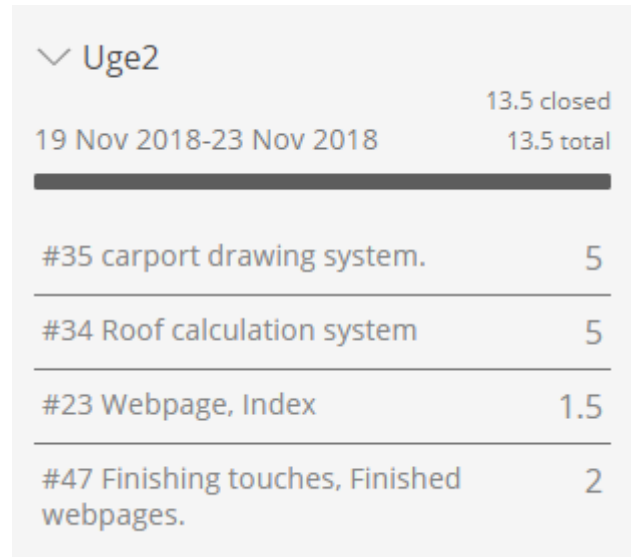 Uge2
13.5 closed
19 Nov 2018-23 Nov 2018 13.5 total
#35 carport drawing system. 5
#34 Roof calculation system 5
#23 Webpage, Index 1.5
#47 Finishing touches, Finished 2
webpages.